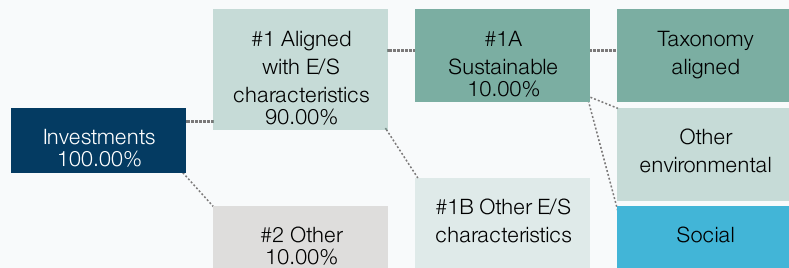 Investments
100.00%
#1 Aligned
with E/S
characteristics
90.00%
#2 Other
10.00%
#1A
Sustainable
10.00%
#1B Other E/S
characteristics
Taxonomy
aligned
Other
environmental
Social